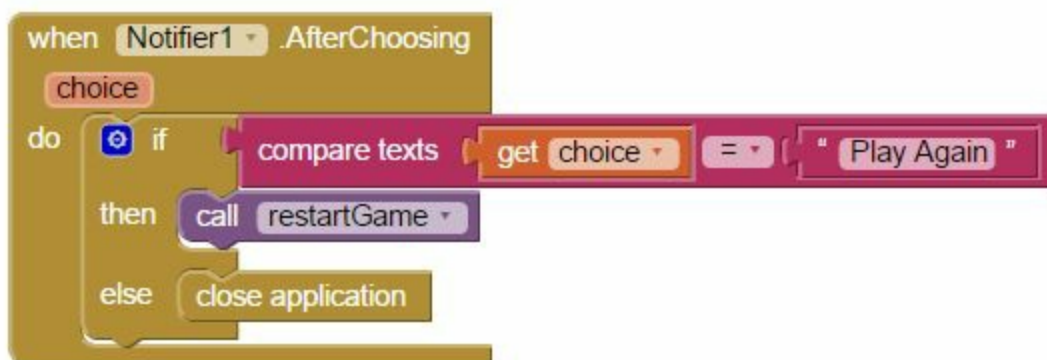 when Notifier1 .AfterChoosing
choice
do if compare texts get choice = " Play Again "
then call restartGame
else close application